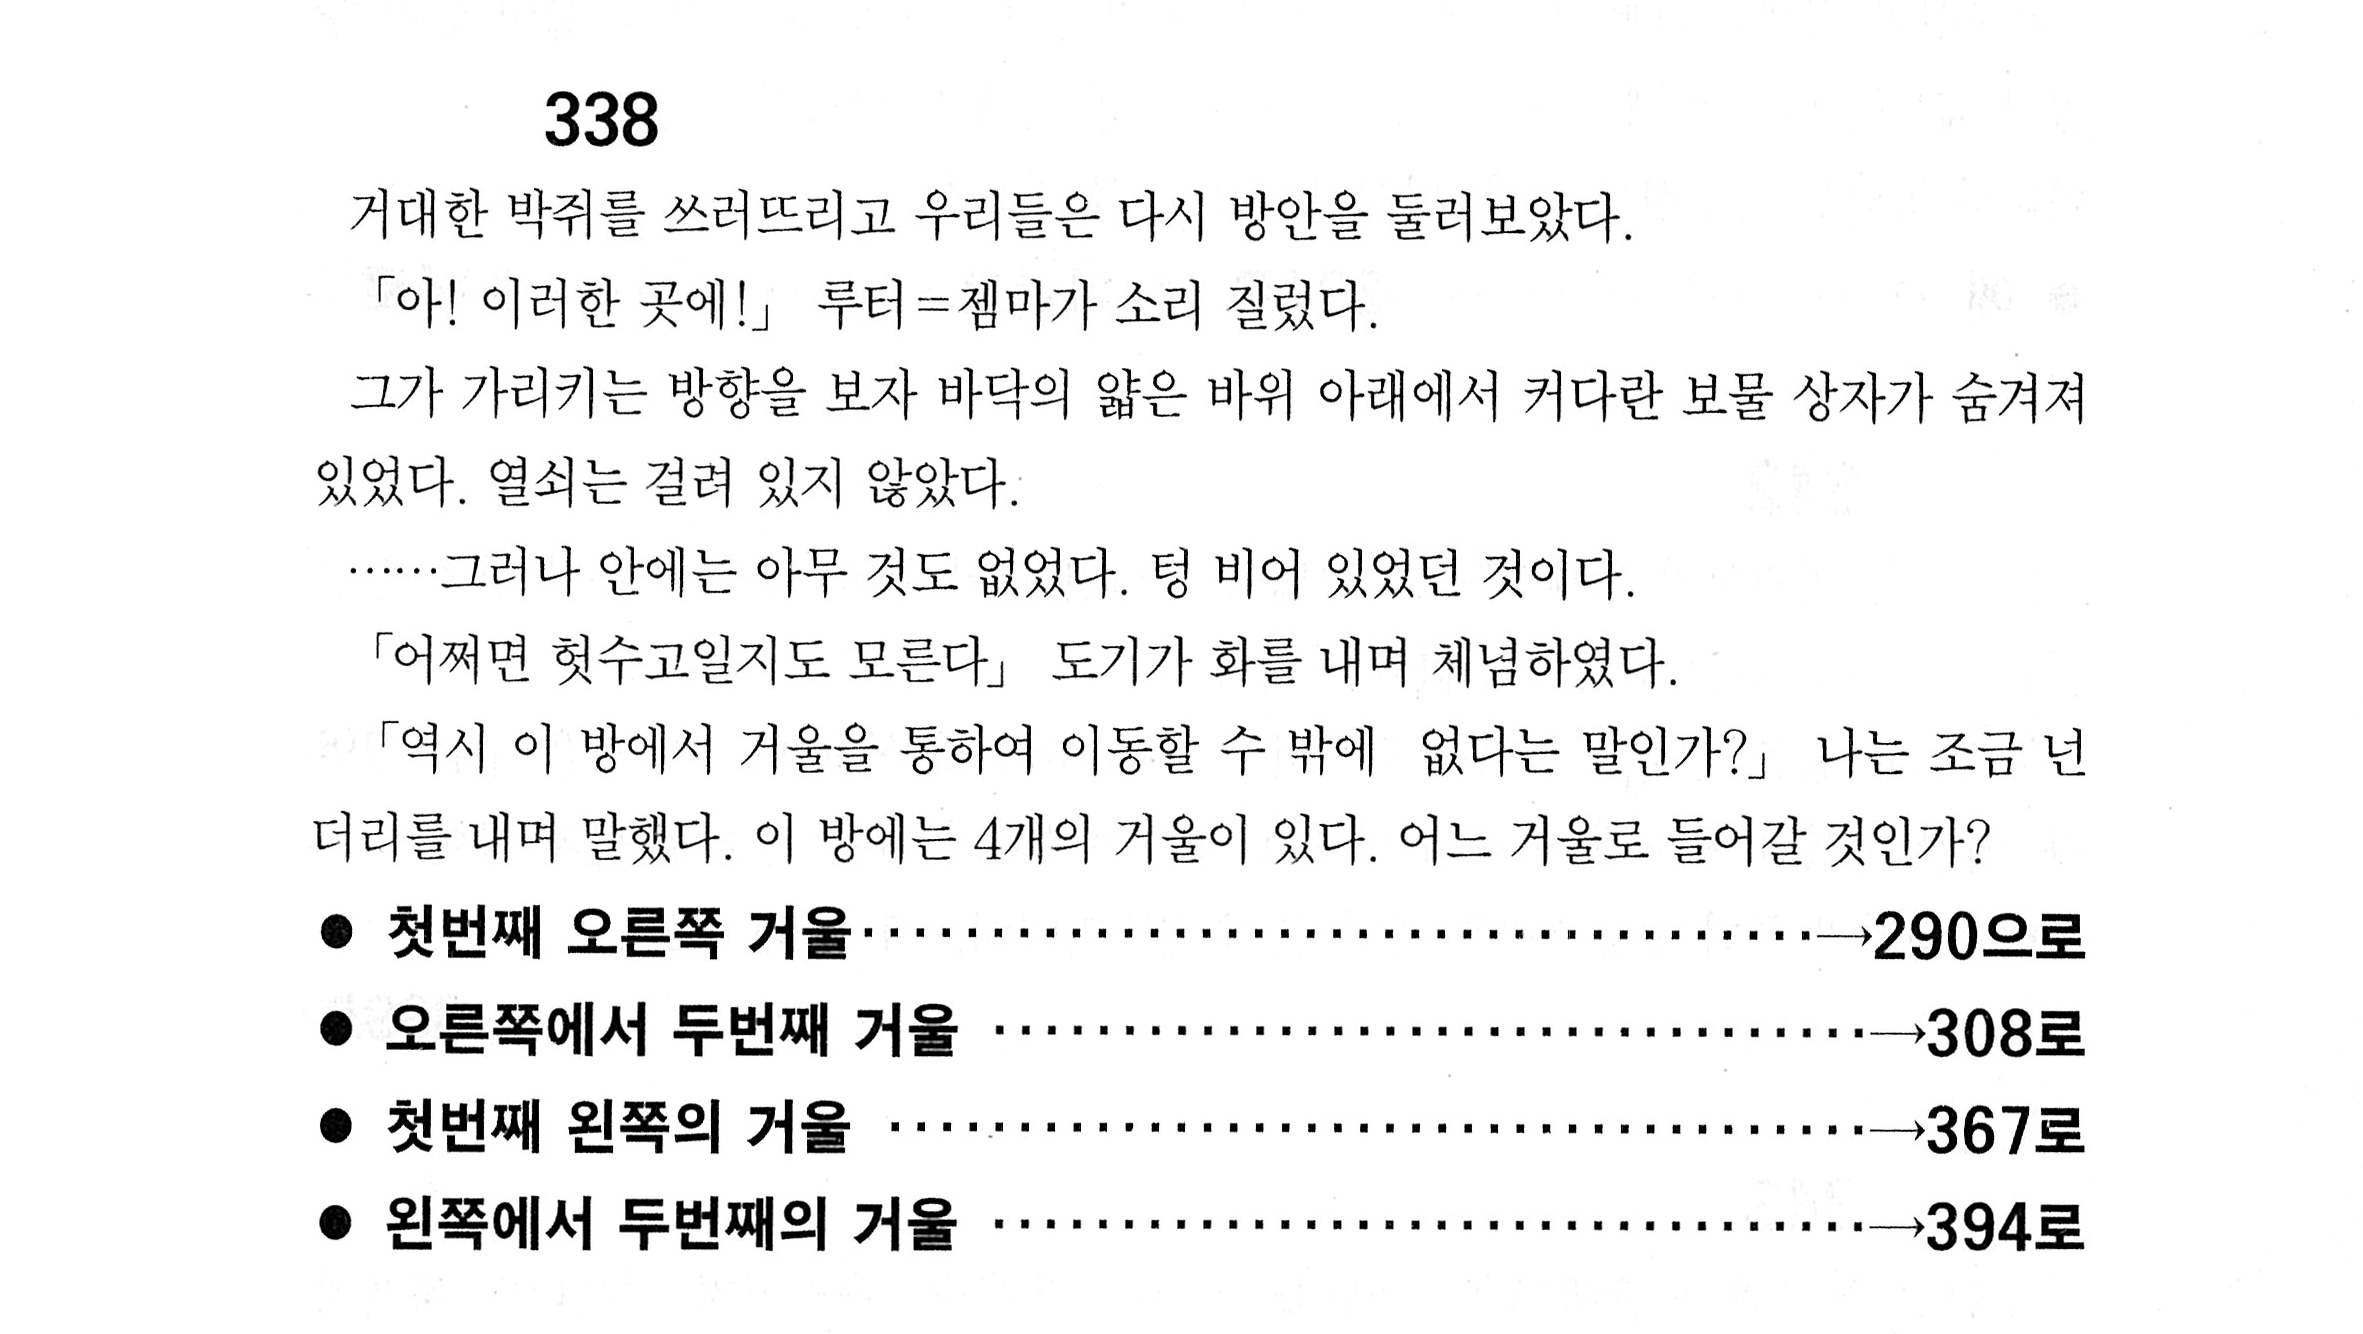 338
거대한 박쥐를 쓰러뜨리고 우리들은 다시 방안을 둘러보았다.
「아! 이러한 곳에!」 루터=젬마가 소리 질렀다.
그가 가리키는 방향을 보자 바닥의 얇은 바위 아래에서 커다란 보물 상자가 숨겨져
있었다. 열쇠는 걸려 있지 않았다.
……그러나 안에는 아무 것도 없었다. 텅 비어 있었던 것이다.
「어쩌면 헛수고일지도 모른다」 도기가 화를 내며 체념하였다.
「역시 이 방에서 거울을 통하여 이동할 수 밖에 없다는 말인가?」 나는 조금 넌
더리를 내며 말했다. 이 방에는 4개의 거울이 있다. 어느 거울로 들어갈 것인가?
● 첫번째 오른쪽 거울⋯⋯⋯⋯⋯⋯⋯⋯⋯⋯⋯⋯→290으로
● 오른쪽에서 두번째 거울 ⋯⋯⋯⋯⋯⋯⋯⋯⋯⋯⋯→308로
● 첫번째 왼쪽의 거울 ⋯⋯⋯⋯⋯⋯⋯⋯⋯⋯⋯⋯→367로
● 왼쪽에서 두번째의 거울 ⋯⋯⋯⋯⋯⋯⋯⋯⋯⋯⋯→394로